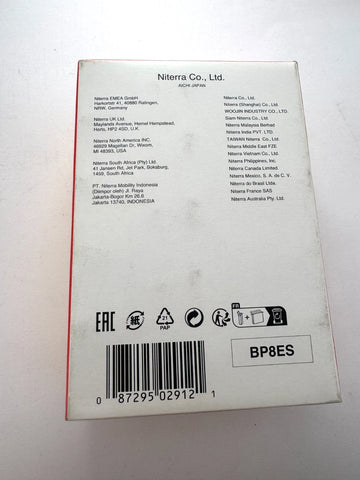 Niterra Co., Ltd.
AICHI JAPAN
Niterra EMEA GmbH
Harkortstr 41, 40880 Ratingen,
NRW, Germany
Niterra UK Ltd.
Maylands Avenue, Hemel Hempstead,
Herts, HP2 4SD, U.K.
Niterra North America INC.
46929 Magellan Dr, Wixom,
MI 48393, USA
Niterra South Africa (Pty) Ltd.
41 Jansen Rd, Jet Park, Boksburg,
1459, South Africa
PT. Niterra Mobility Indonesia
(Diimpor oleh) Jl. Raya
Jakarta-Bogor Km 26.6
Jakarta 13740, INDONESIA
Niterra Co., Ltd.
Niterra (Shanghai) Co., Ltd.
WOOJIN INDUSTRY CO., LTD.
Siam Niterra Co., Ltd.
Niterra Malaysia Berhad
Niterra India PVT. LTD.
TAIWAN Niterra Co., Ltd.
Niterra Middle East FZE
Niterra Vietnam Co., Ltd.
Niterra Philippines, Inc.
Niterra Canada Limited
Niterra Mexico, S. A. de C. V.
Niterra do Brasil Ltda.
Niterra France SAS
Niterra Australia Pty. Ltd.
EAC
紙
21
PAP
FR
BP8ES
0 87295 02912 1